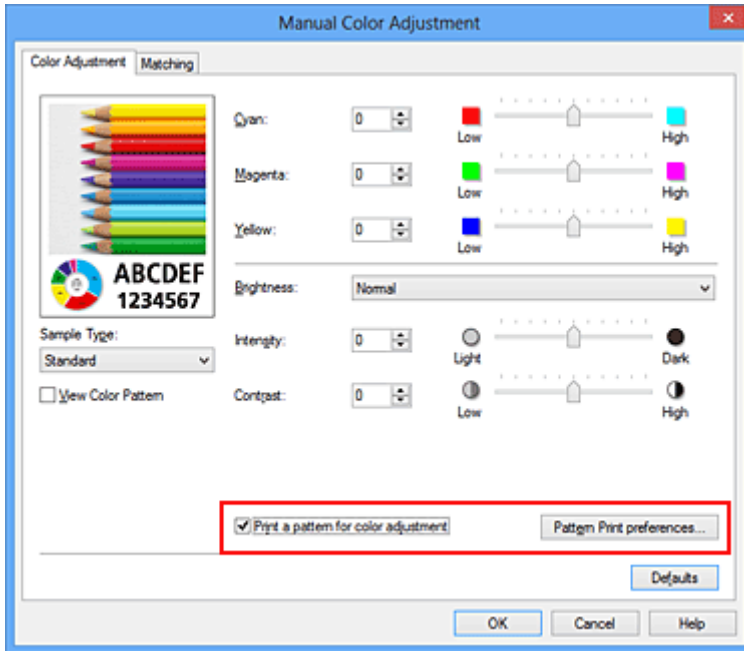 Manual Color Adjustment
Color Adjustment Matching
Cyan: 0 Low High
Magenta: 0 Low High
Yellow: 0 Low High
ABCDEF
1234567
Brightness: Normal
Sample Type:
Standard
Intensity: 0 Light Dark
View Color Pattern
Contrast: 0 Low High
Print a pattern for color adjustment Pattern Print preferences...
Defaults
OK Cancel Help